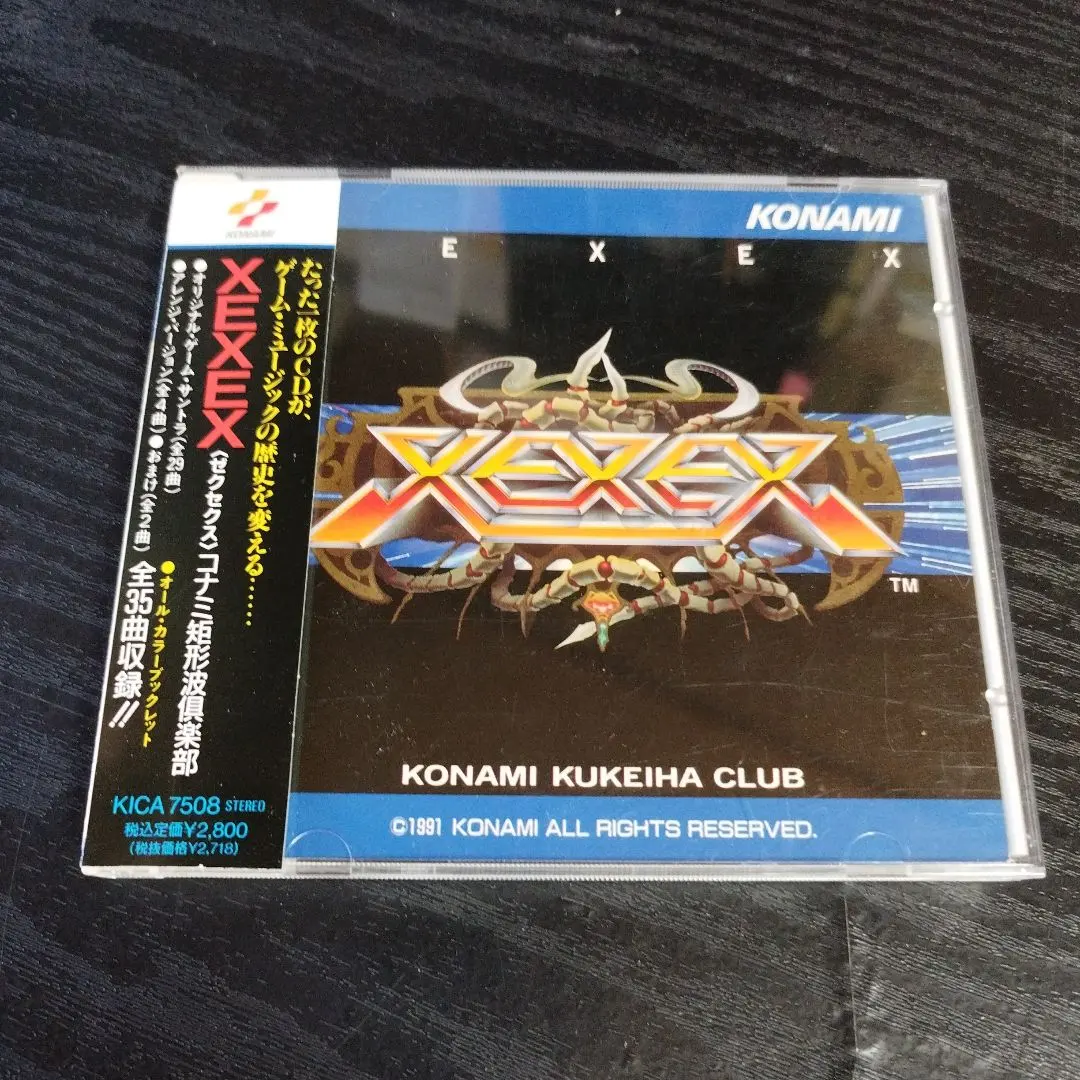 KONAMI
たった一枚のCDが、
ゲーム・ミュージックの歴史を変える……
XEXEX〈ゼクセクス〉コナミ矩形波倶楽部
●オリジナル・ゲーム・サントラ(全29曲)
●アレンジ・バージョン(全4曲)●おまけ(全2曲)
●オール・カラーブックレット
全35曲収録!!
KICA 7508 STEREO
税込定価¥2,800
(税抜価格¥2,718)
KONAMI
E X E X
XEXEX
TM
KONAMI KUKEIHA CLUB
©1991 KONAMI ALL RIGHTS RESERVED.